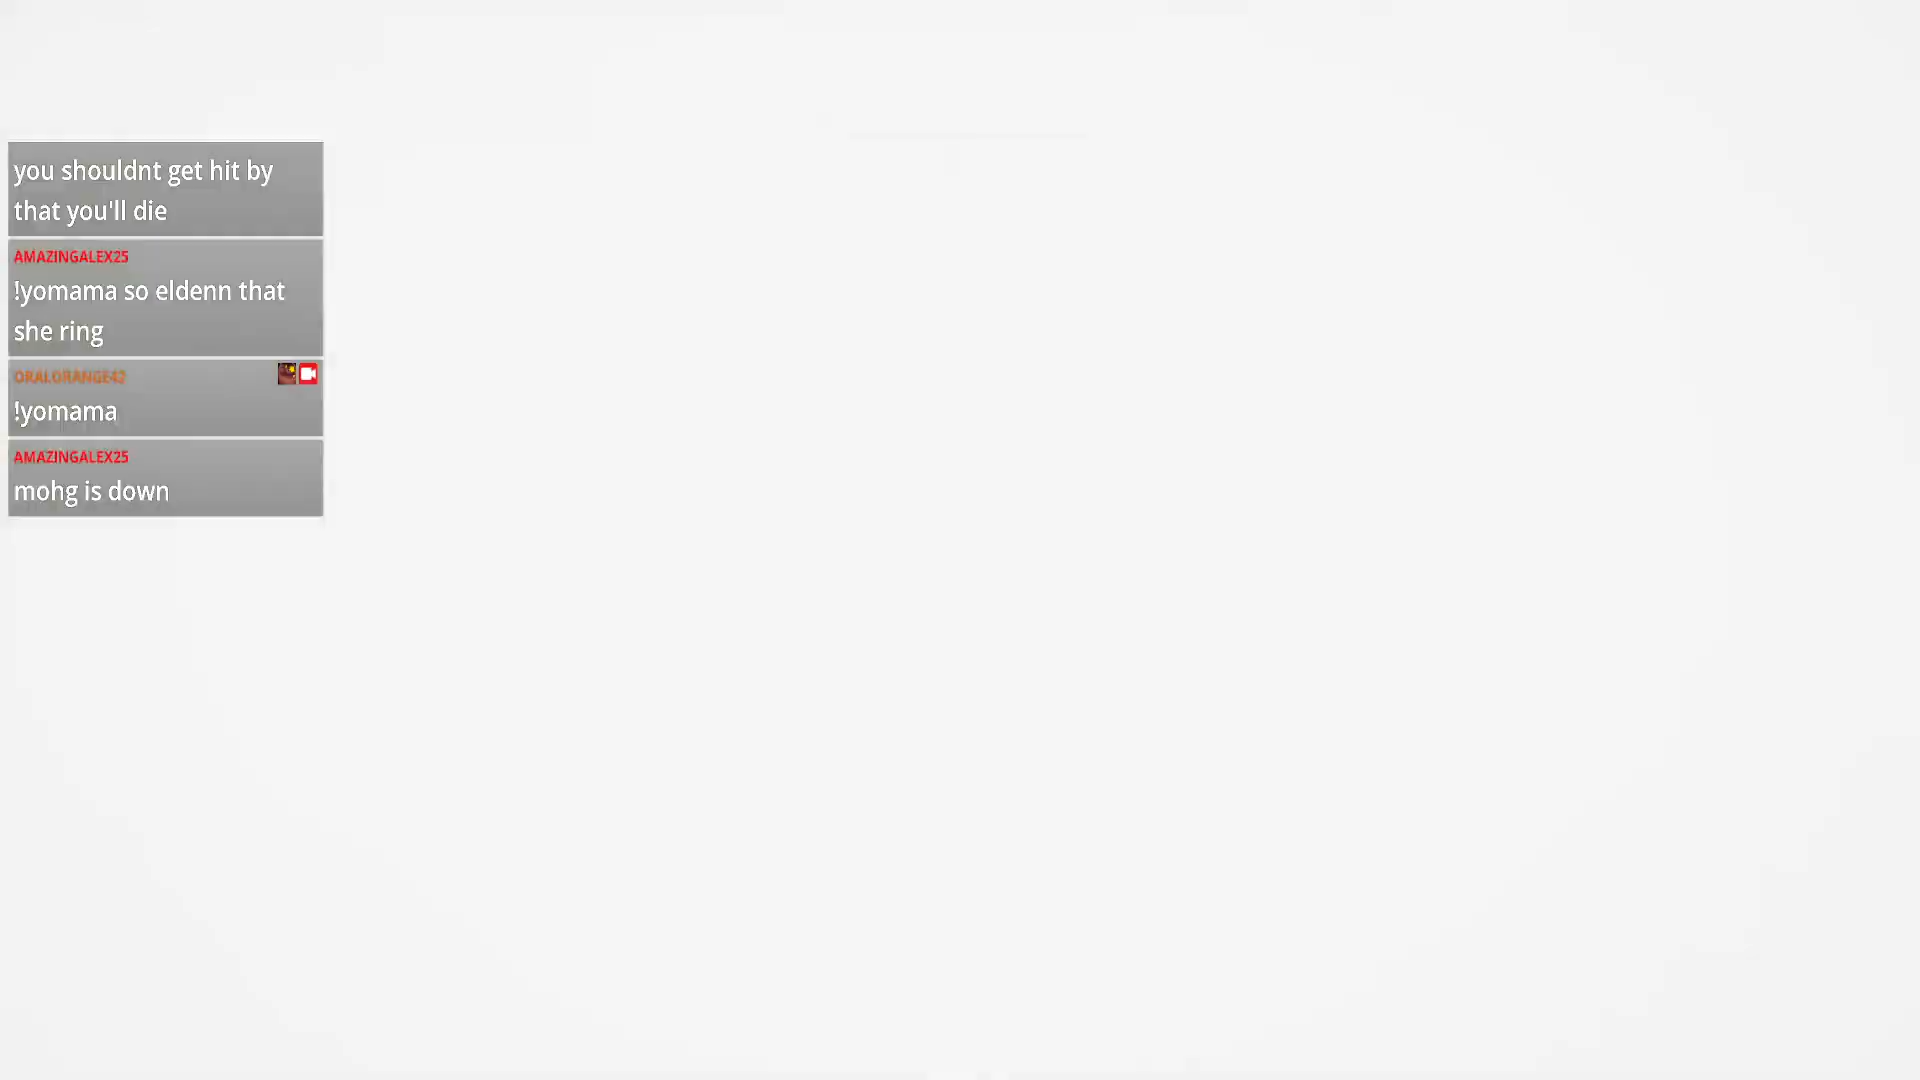 you shouldnt get hit by
that you'll die
AMAZINGALEX25
!yomama so eldenn that
she ring
ORALORANGE42
!yomama
AMAZINGALEX25
mohg is down